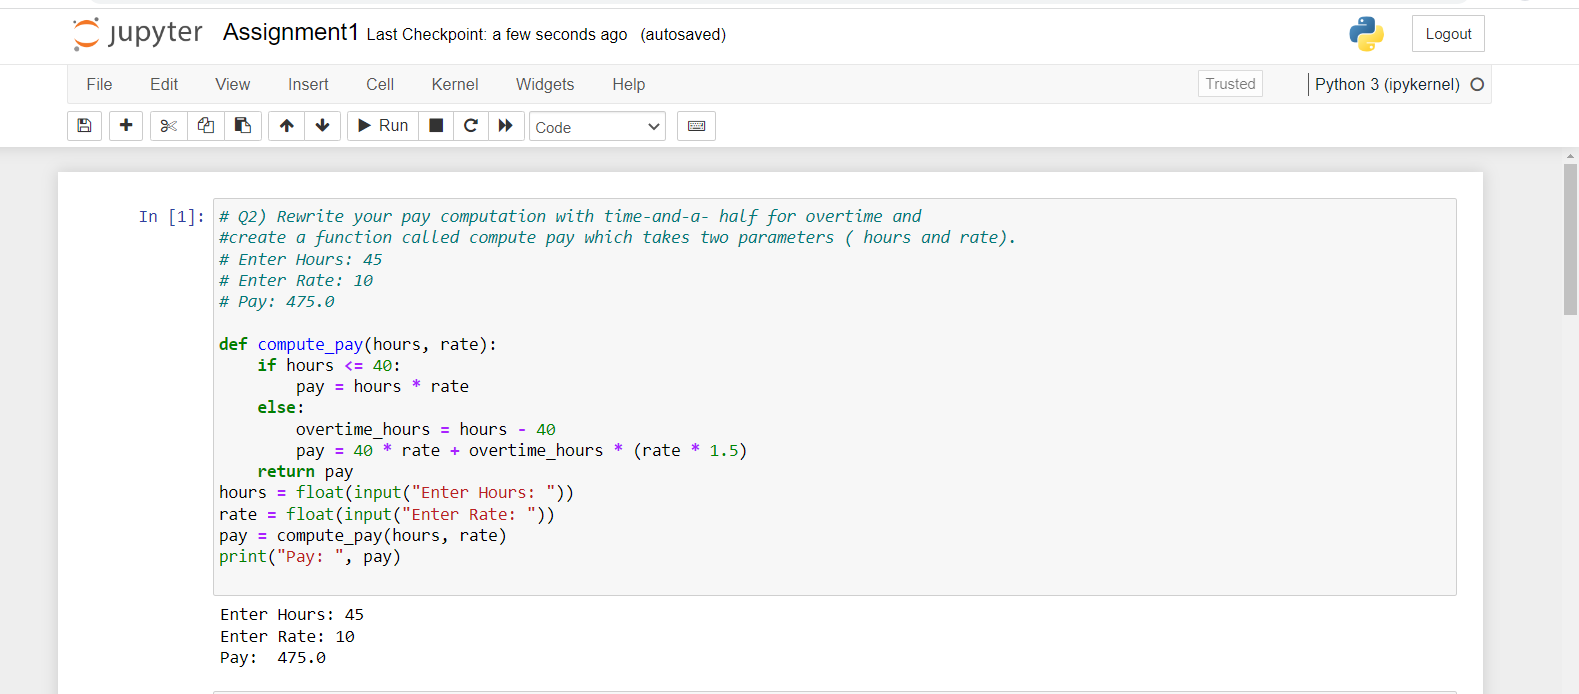 jupyter Assignment1 Last Checkpoint: a few seconds ago (autosaved) Logout
File Edit View Insert Cell Kernel Widgets Help Trusted Python 3 (ipykernel)
Run Code
In [1]: # Q2) Rewrite your pay computation with time-and-a- half for overtime and
#create a function called compute pay which takes two parameters ( hours and rate).
# Enter Hours: 45
# Enter Rate: 10
# Pay: 475.0

def compute_pay(hours, rate):
    if hours <= 40:
        pay = hours * rate
    else:
        overtime_hours = hours - 40
        pay = 40 * rate + overtime_hours * (rate * 1.5)
    return pay
hours = float(input("Enter Hours: "))
rate = float(input("Enter Rate: "))
pay = compute_pay(hours, rate)
print("Pay: ", pay)

Enter Hours: 45
Enter Rate: 10
Pay:  475.0